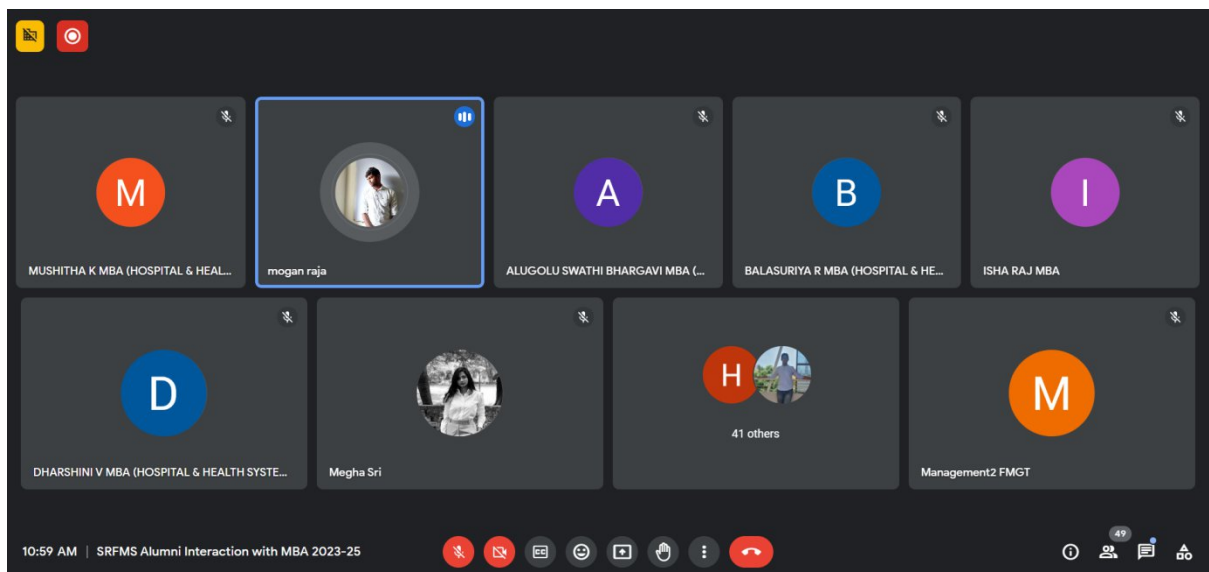 M
MUSHITHA K MBA (HOSPITAL & HEAL...
mogan raja
A
ALUGOLU SWATHI BHARGAVI MBA (...
B
BALASURIYA R MBA (HOSPITAL & HE...
I
ISHA RAJ MBA
D
DHARSHINI V MBA (HOSPITAL & HEALTH SYSTE...
Megha Sri
H
41 others
M
Management2 FMGT
10:59 AM | SRFMS Alumni Interaction with MBA 2023-25
CC
49